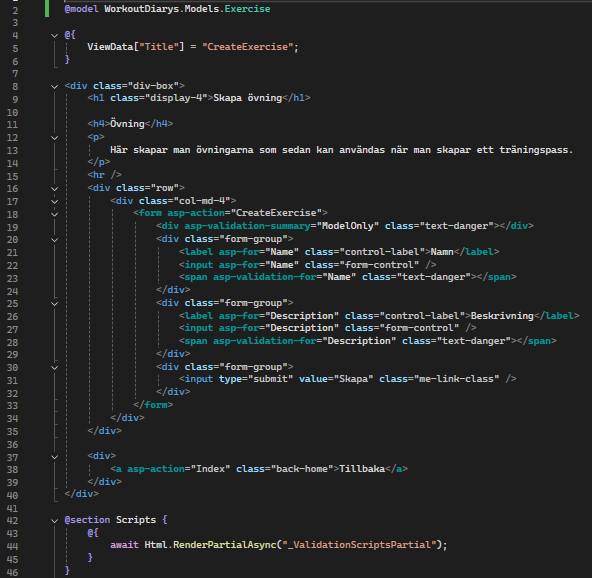 2 @model WorkoutDiarys.Models.Exercise
3
4 @{
5 ViewData["Title"] = "CreateExercise";
6 }
7
8 <div class="div-box">
9 <h1 class="display-4">Skapa övning</h1>
10
11 <h4>Övning</h4>
12 <p>
13 Här skapar man övningarna som sedan kan användas när man skapar ett träningspass.
14 </p>
15 <hr />
16 <div class="row">
17 <div class="col-md-4">
18 <form asp-action="CreateExercise">
19 <div asp-validation-summary="ModelOnly" class="text-danger"></div>
20 <div class="form-group">
21 <label asp-for="Name" class="control-label">Namn</label>
22 <input asp-for="Name" class="form-control" />
23 <span asp-validation-for="Name" class="text-danger"></span>
24 </div>
25 <div class="form-group">
26 <label asp-for="Description" class="control-label">Beskrivning</label>
27 <input asp-for="Description" class="form-control" />
28 <span asp-validation-for="Description" class="text-danger"></span>
29 </div>
30 <div class="form-group">
31 <input type="submit" value="Skapa" class="me-link-class" />
32 </div>
33 </form>
34 </div>
35 </div>
36
37 <div>
38 <a asp-action="Index" class="back-home">Tillbaka</a>
39 </div>
40 </div>
41
42 @section Scripts {
43 @{
44 await Html.RenderPartialAsync("_ValidationScriptsPartial");
45 }
46 }